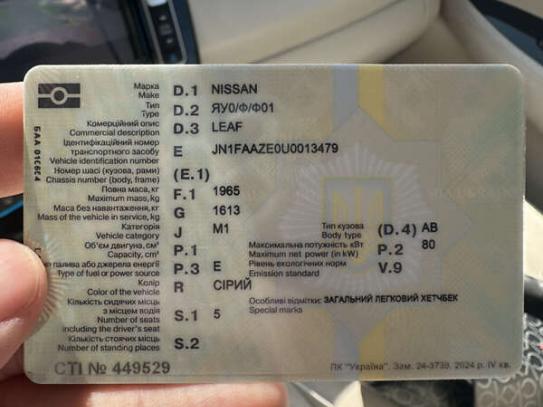 Марка D.1 NISSAN
Make
Тип D.2 ЯУ0/Ф/Ф01
Type
Комерційний опис D.3 LEAF
Commercial description
Ідентифікаційний номер
транспортного засобу E JN1FAAZE0U0013479
Vehicle identification number
Номер шасі (кузова, рами) (E.1)
Chassis number (body, frame)
Повна маса, кг F.1 1965
Maximum mass, kg
Маса без навантаження, кг G 1613
Mass of the vehicle in service, kg
Категорія J M1 Тип кузова (D.4) АВ
Vehicle category Body type
Об'єм двигуна, см³ P.1 Максимальна потужність кВт P.2 80
Capacity, cm³ Maximum net power (in kW)
палива або джерела енергії P.3 E Рівень екологічних норм V.9
Type of fuel or power source Emission standard
Колір R СІРИЙ
Color of the vehicle
Кількість сидячих місць Особливі відмітки: ЗАГАЛЬНИЙ ЛЕГКОВИЙ ХЕТЧБЕК
з місцем водія S.1 5 Special marks
Number of seats
including the driver's seat
Кількість стоячих місць S.2
Number of standing places
СТІ № 449529 ПК "Україна". Зам. 24-3739, 2024 р. IV кв.